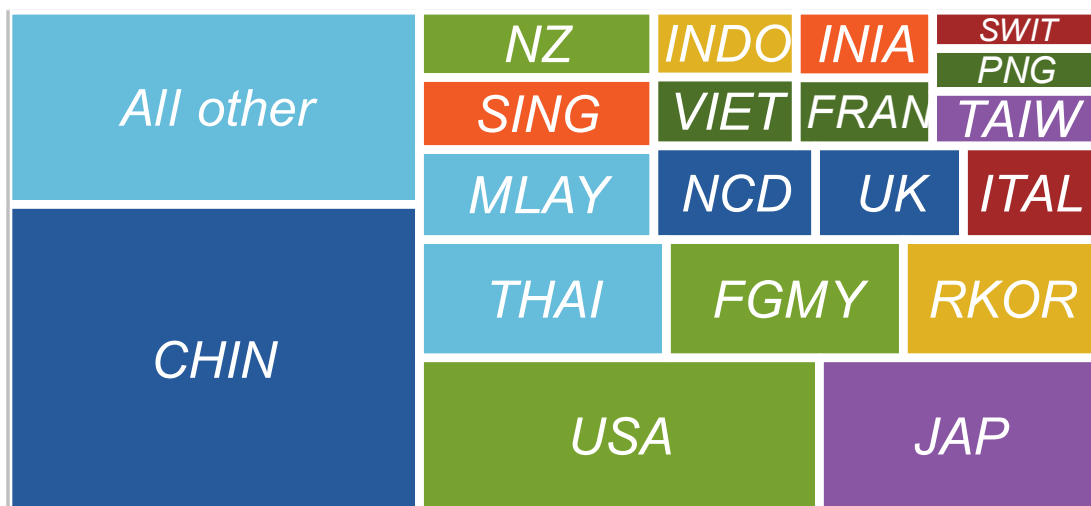 All other
CHIN
NZ
INDO
INIA
SWIT
PNG
SING
VIET
FRAN
TAIW
MLAY
NCD
UK
ITAL
THAI
FGMY
RKOR
USA
JAP